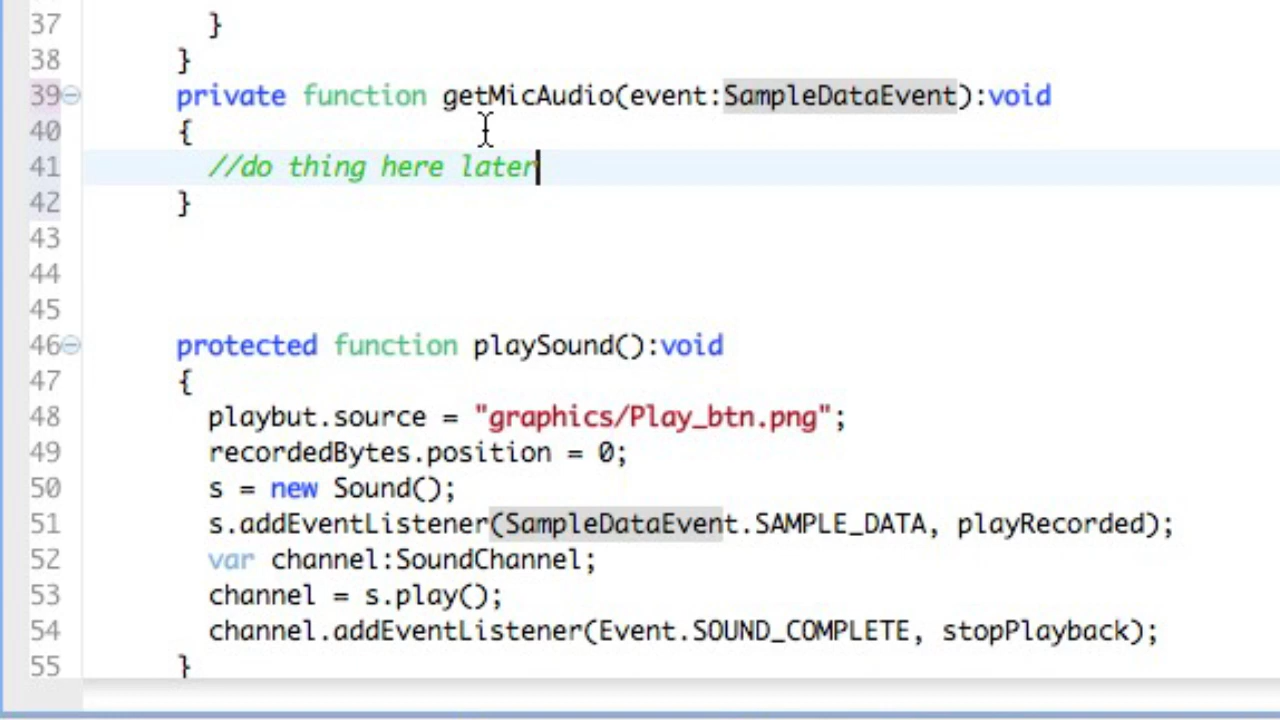 37 }
38 }
39 private function getMicAudio(event:SampleDataEvent):void
40 {
41 //do thing here later
42 }
43
44
45
46 protected function playSound():void
47 {
48 playbut.source = "graphics/Play_btn.png";
49 recordedBytes.position = 0;
50 s = new Sound();
51 s.addEventListener(SampleDataEvent.SAMPLE_DATA, playRecorded);
52 var channel:SoundChannel;
53 channel = s.play();
54 channel.addEventListener(Event.SOUND_COMPLETE, stopPlayback);
55 }